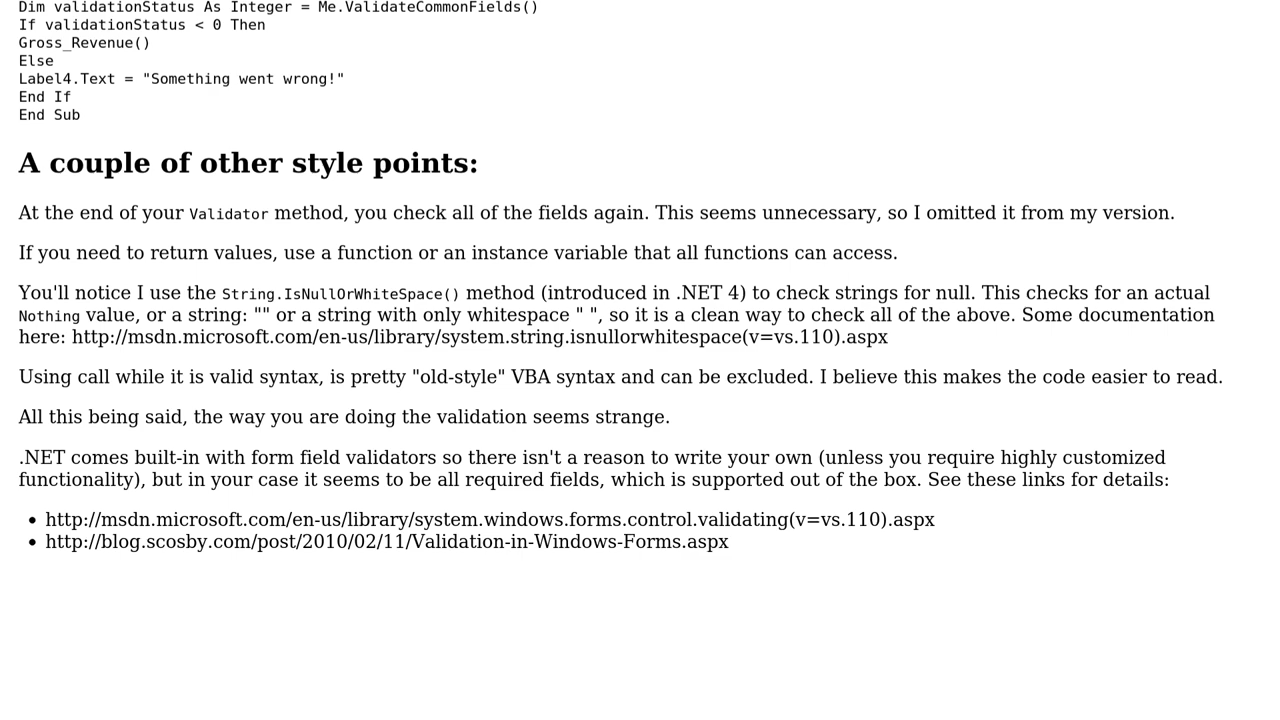 Dim validationStatus As Integer = Me.ValidateCommonFields()
If validationStatus < 0 Then
Gross_Revenue()
Else
Label4.Text = "Something went wrong!"
End If
End Sub
A couple of other style points:
At the end of your Validator method, you check all of the fields again. This seems unnecessary, so I omitted it from my version.
If you need to return values, use a function or an instance variable that all functions can access.
You'll notice I use the String.IsNullOrWhiteSpace() method (introduced in .NET 4) to check strings for null. This checks for an actual
Nothing value, or a string: "" or a string with only whitespace " ", so it is a clean way to check all of the above. Some documentation
here: http://msdn.microsoft.com/en-us/library/system.string.isnullorwhitespace(v=vs.110).aspx
Using call while it is valid syntax, is pretty "old-style" VBA syntax and can be excluded. I believe this makes the code easier to read.
All this being said, the way you are doing the validation seems strange.
.NET comes built-in with form field validators so there isn't a reason to write your own (unless you require highly customized
functionality), but in your case it seems to be all required fields, which is supported out of the box. See these links for details:
• http://msdn.microsoft.com/en-us/library/system.windows.forms.control.validating(v=vs.110).aspx
• http://blog.scosby.com/post/2010/02/11/Validation-in-Windows-Forms.aspx